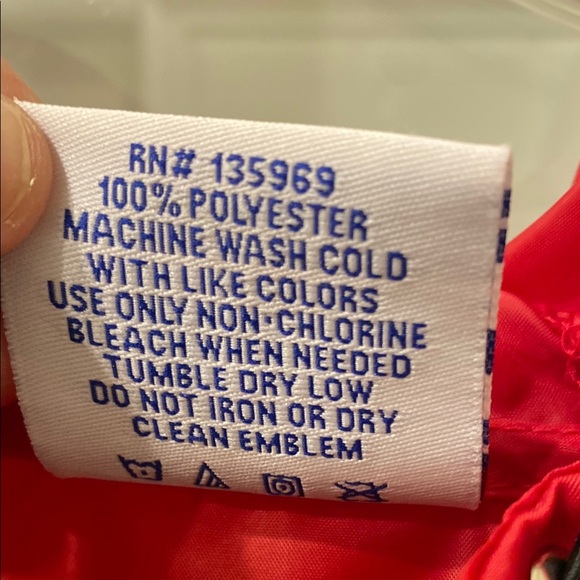 RN# 135969
100% POLYESTER
MACHINE WASH COLD
WITH LIKE COLORS
USE ONLY NON-CHLORINE
BLEACH WHEN NEEDED
TUMBLE DRY LOW
DO NOT IRON OR DRY
CLEAN EMBLEM